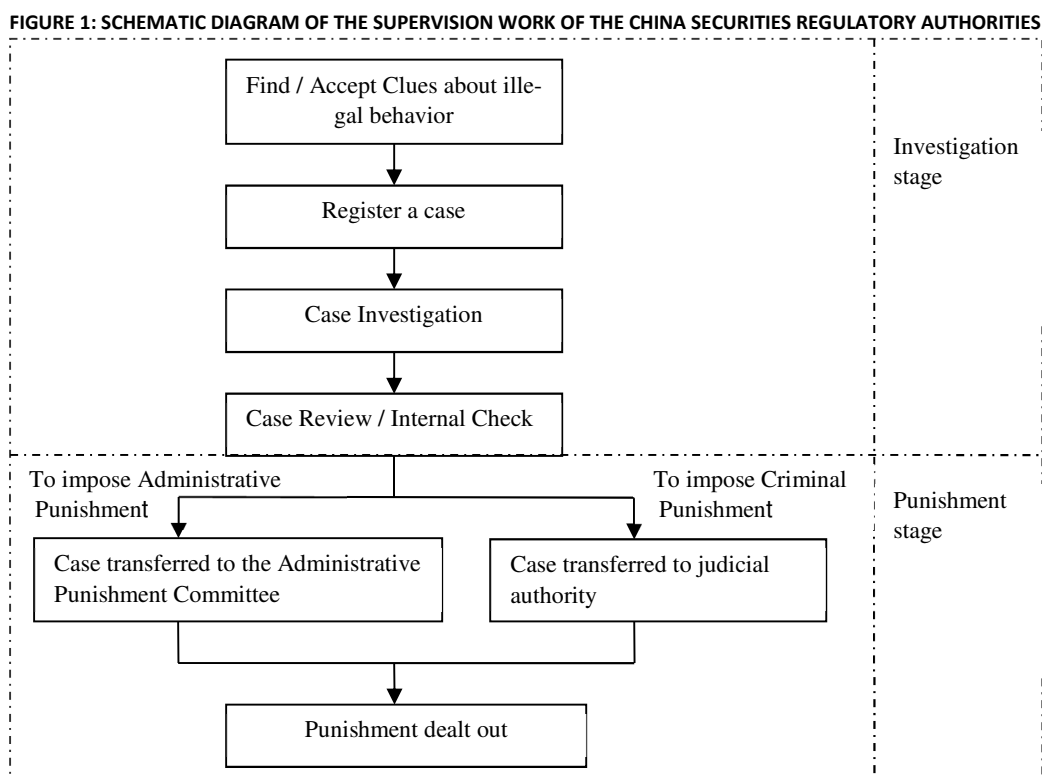 FIGURE 1: SCHEMATIC DIAGRAM OF THE SUPERVISION WORK OF THE CHINA SECURITIES REGULATORY AUTHORITIES
Find / Accept Clues about ille-
gal behavior
Investigation
stage
Register a case
Case Investigation
Case Review / Internal Check
To impose Administrative
Punishment
To impose Criminal
Punishment
Punishment
stage
Case transferred to the Administrative
Punishment Committee
Case transferred to judicial
authority
Punishment dealt out